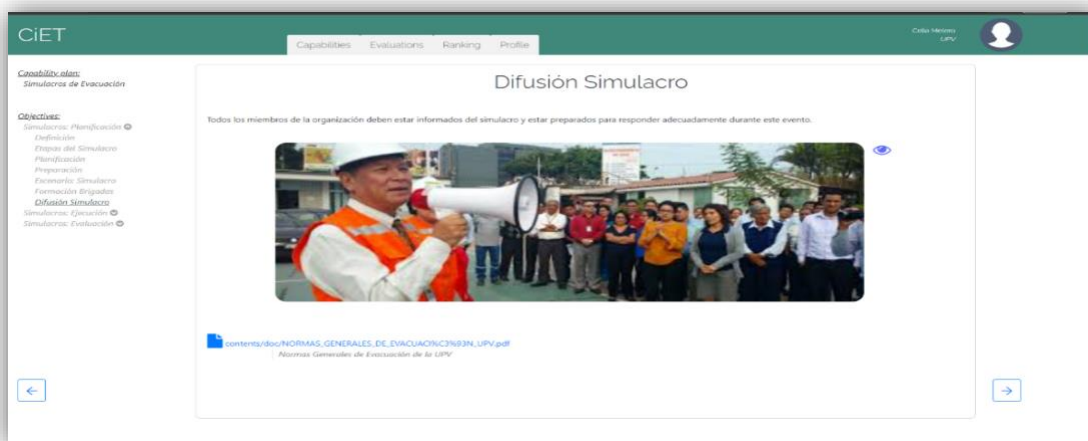 CiET
Capabilities Evaluations Ranking Profile
Celia Melero
UPV
Capability plan:
Simulacros de Evacuación
Objectives:
Simulacros: Planificación
Definición
Etapas del Simulacro
Planificación
Preparación
Escenario: Simulacro
Formación Brigadas
Difusión Simulacro
Simulacros: Ejecución
Simulacros: Evaluación
Difusión Simulacro
Todos los miembros de la organización deben estar informados del simulacro y estar preparados para responder adecuadamente durante este evento.
contents/doc/NORMAS_GENERALES_DE_EVACUACI%C3%93N_UPV.pdf
Normas Generales de Evacuación de la UPV